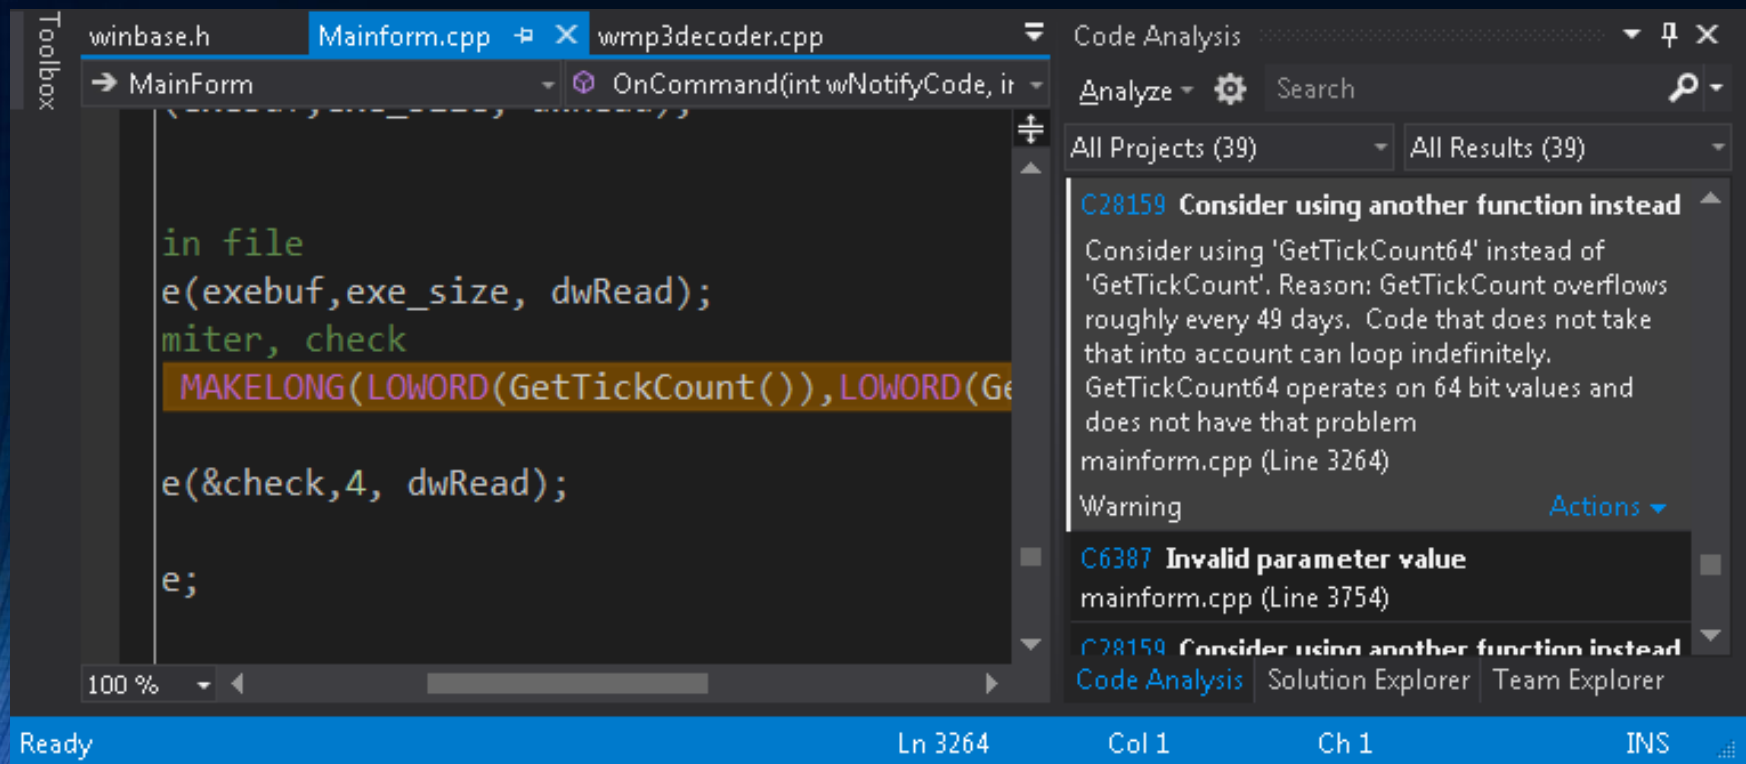 Toolbox
winbase.h
Mainform.cpp
wmp3decoder.cpp
MainForm
OnCommand(int wNotifyCode, ir
in file
e(exebuf,exe_size, dwRead);
miter, check
MAKELONG(LOWORD(GetTickCount()),LOWORD(Ge
e(&check,4, dwRead);
e;
100 %
Code Analysis
Analyze
Search
All Projects (39)
All Results (39)
C28159 Consider using another function instead
Consider using 'GetTickCount64' instead of
'GetTickCount'. Reason: GetTickCount overflows
roughly every 49 days. Code that does not take
that into account can loop indefinitely.
GetTickCount64 operates on 64 bit values and
does not have that problem
mainform.cpp (Line 3264)
Warning
Actions
C6387 Invalid parameter value
mainform.cpp (Line 3754)
C28159 Consider using another function instead
Code Analysis
Solution Explorer
Team Explorer
Ready
Ln 3264
Col 1
Ch 1
INS